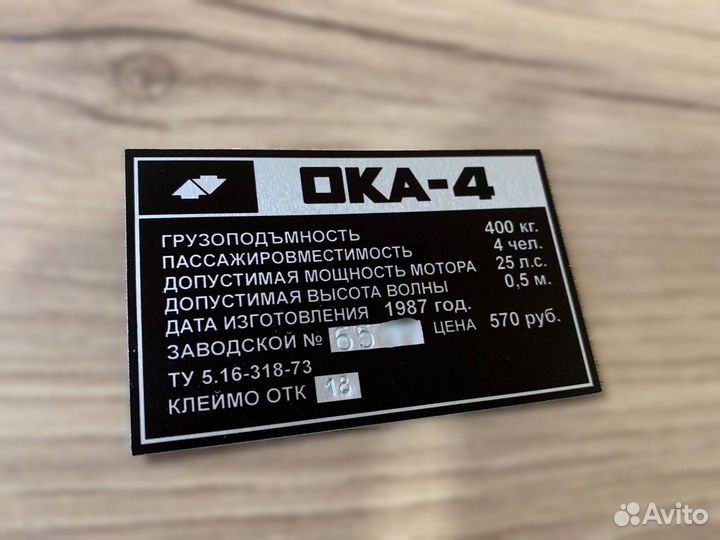 ОКА-4
ГРУЗОПОДЪМНОСТЬ 400 кг.
ПАССАЖИРОВМЕСТИМОСТЬ 4 чел.
ДОПУСТИМАЯ МОЩНОСТЬ МОТОРА 25 л.с.
ДОПУСТИМАЯ ВЫСОТА ВОЛНЫ 0,5 м.
ДАТА ИЗГОТОВЛЕНИЯ 1987 год.
ЗАВОДСКОЙ № 65 ЦЕНА 570 руб.
ТУ 5.16-318-73
КЛЕЙМО ОТК 18
Avito